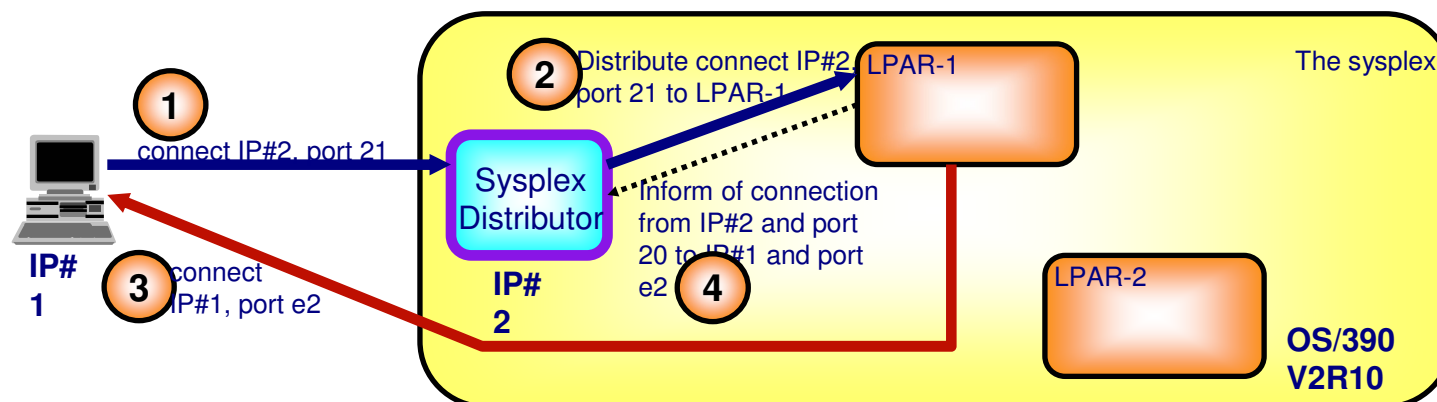 1
connect IP#2, port 21
IP#
1
2
Distribute connect IP#2,
port 21 to LPAR-1
LPAR-1
The sysplex
Sysplex
Distributor
IP#
2
3
connect
IP#1, port e2
Inform of connection
from IP#2 and port
20 to IP#1 and port
e2
4
LPAR-2
OS/390
V2R10